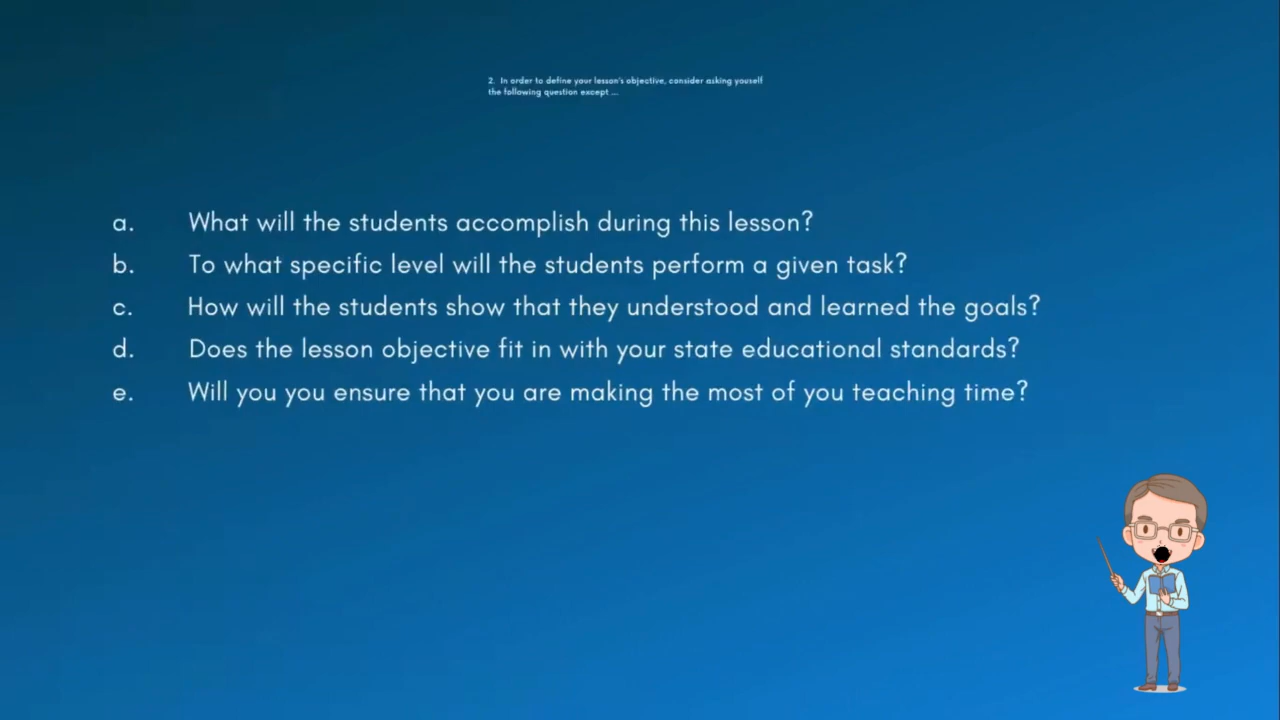 2. In order to define your lesson's objective, consider asking youself
the following question except ...
a. What will the students accomplish during this lesson?
b. To what specific level will the students perform a given task?
c. How will the students show that they understood and learned the goals?
d. Does the lesson objective fit in with your state educational standards?
e. Will you you ensure that you are making the most of you teaching time?